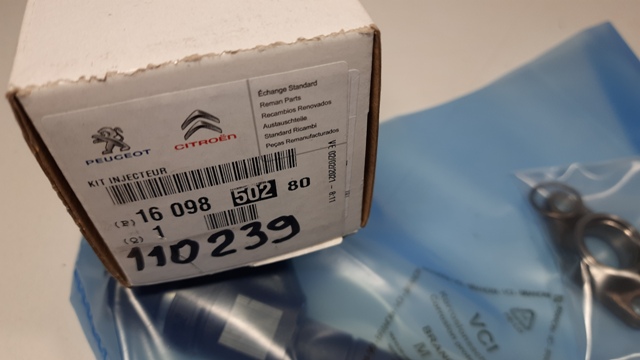 PEUGEOT
CITROËN
Échange Standard
Reman Parts
Recambios Renovados
Austauschteile
Standard Ricambi
Peças Remanufacturados
KIT INJECTEUR
(P) 16 098 502 80
(Q) 1
110239
VCI